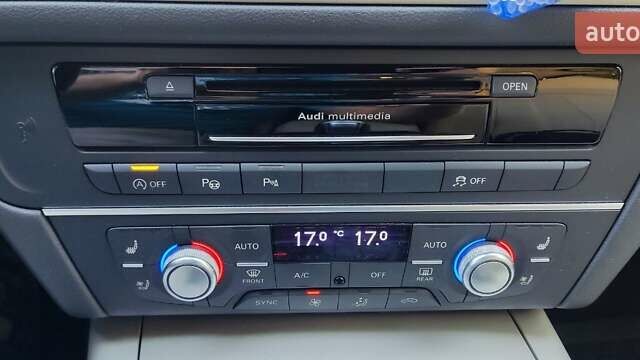 auto
OPEN
Audi multimedia
A OFF P P OFF
AUTO 17.0 °C 17.0 AUTO
FRONT A/C OFF REAR
SYNC